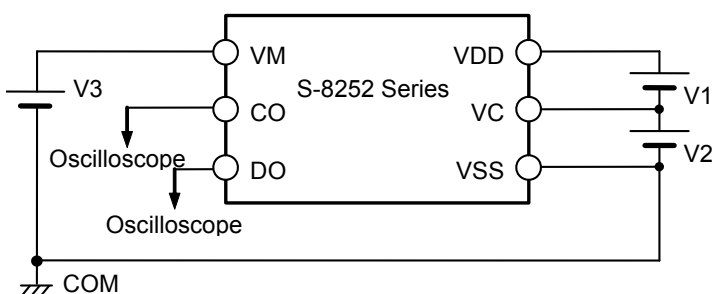 VM
VDD
V3
S-8252 Series
V1
CO
VC
Oscilloscope
DO
VSS
V2
Oscilloscope
COM